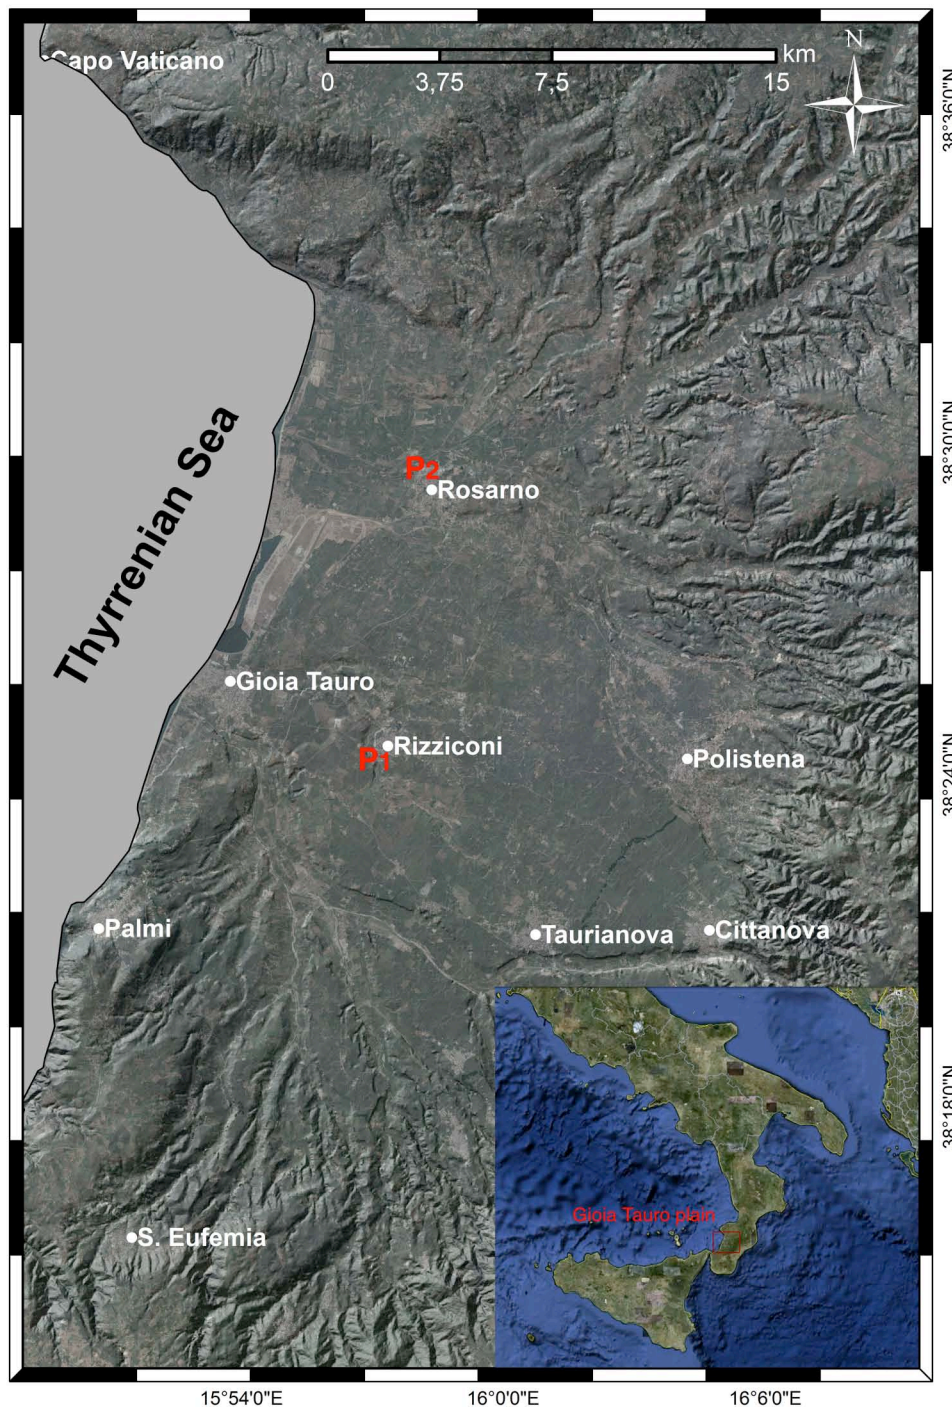 Capo Vaticano
km
0 3,75 7,5 15
N
38°36'0"N
38°30'0"N
38°24'0"N
38°18'0"N
Thyrrenian Sea
P2
Rosarno
Gioia Tauro
Rizziconi
P1
Polistena
Palmi
Taurianova
Cittanova
S. Eufemia
Gioia Tauro plain
15°54'0"E
16°0'0"E
16°6'0"E